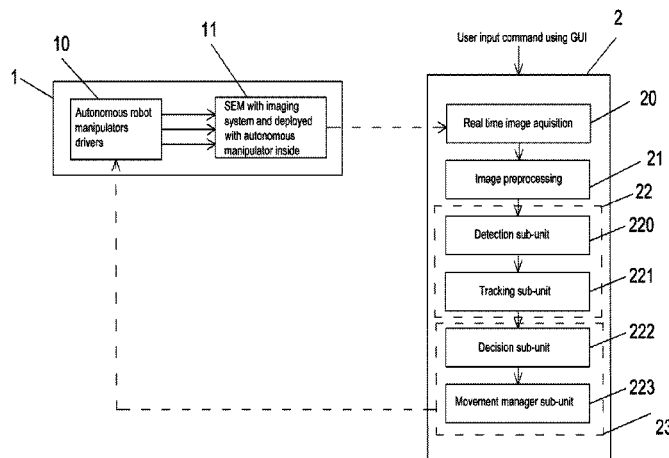 10
11
1
Autonomous robot
manipulators
drivers
SEM with imaging
system and deployed
with autonomous
manipulator inside
User input command using GUI
2
Real time image aquisition
20
Image preprocessing
21
22
Detection sub-unit
220
Tracking sub-unit
221
Decision sub-unit
222
Movement manager sub-unit
223
23